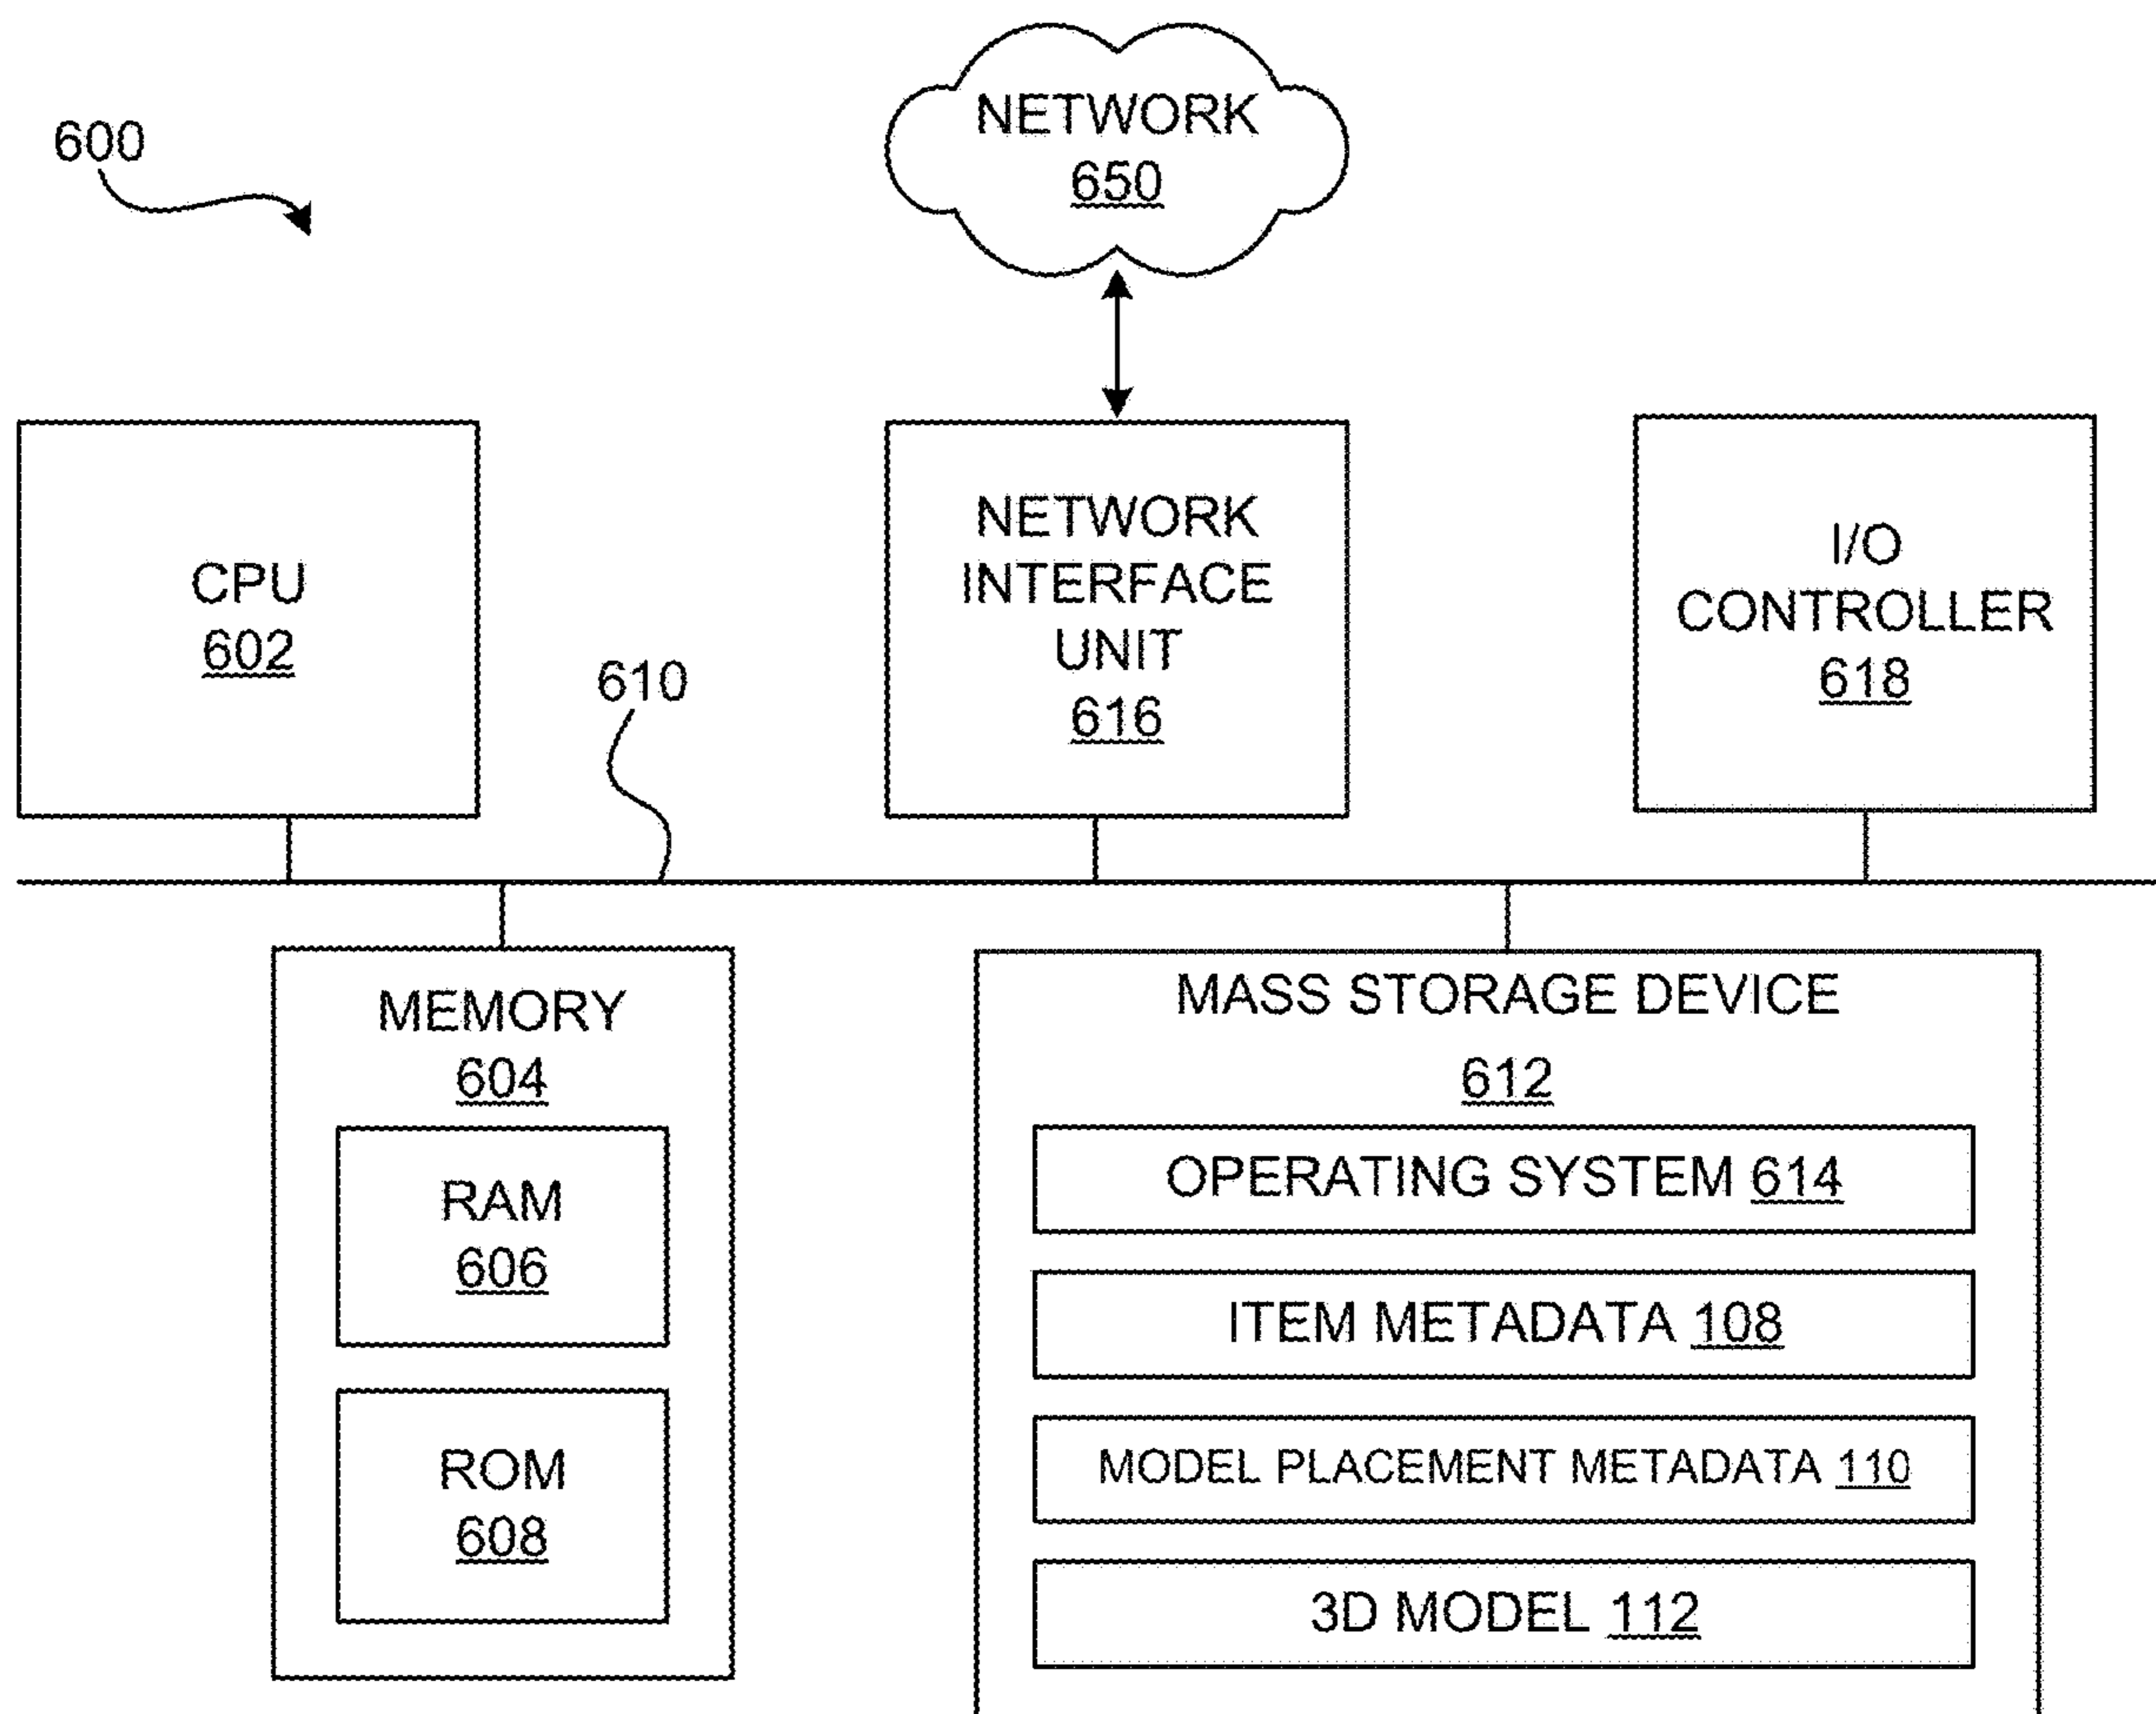 600
NETWORK
650
CPU
602
NETWORK
INTERFACE
UNIT
616
I/O
CONTROLLER
618
610
MEMORY
604
RAM
606
ROM
608
MASS STORAGE DEVICE
612
OPERATING SYSTEM 614
ITEM METADATA 108
MODEL PLACEMENT METADATA 110
3D MODEL 112